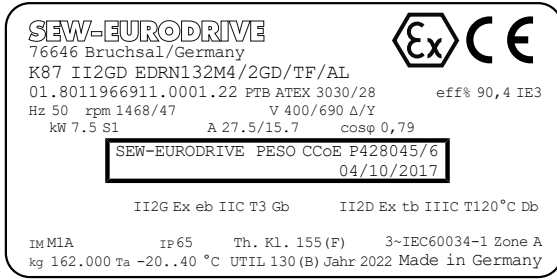 SEW-EURODRIVE
76646 Bruchsal/Germany
Ex CE
K87 II2GD EDRN132M4/2GD/TF/AL
01.8011966911.0001.22 PTB ATEX 3030/28 eff% 90,4 IE3
Hz 50 rpm 1468/47 V 400/690 Δ/Y
kW 7.5 S1 A 27.5/15.7 cosφ 0,79
SEW-EURODRIVE PESO CCoE P428045/6
04/10/2017
II2G Ex eb IIC T3 Gb II2D Ex tb IIIC T120°C Db
IM M1A IP 65 Th. Kl. 155(F) 3~IEC60034-1 Zone A
kg 162.000 Ta -20..40 °C UTIL 130(B) Jahr 2022 Made in Germany